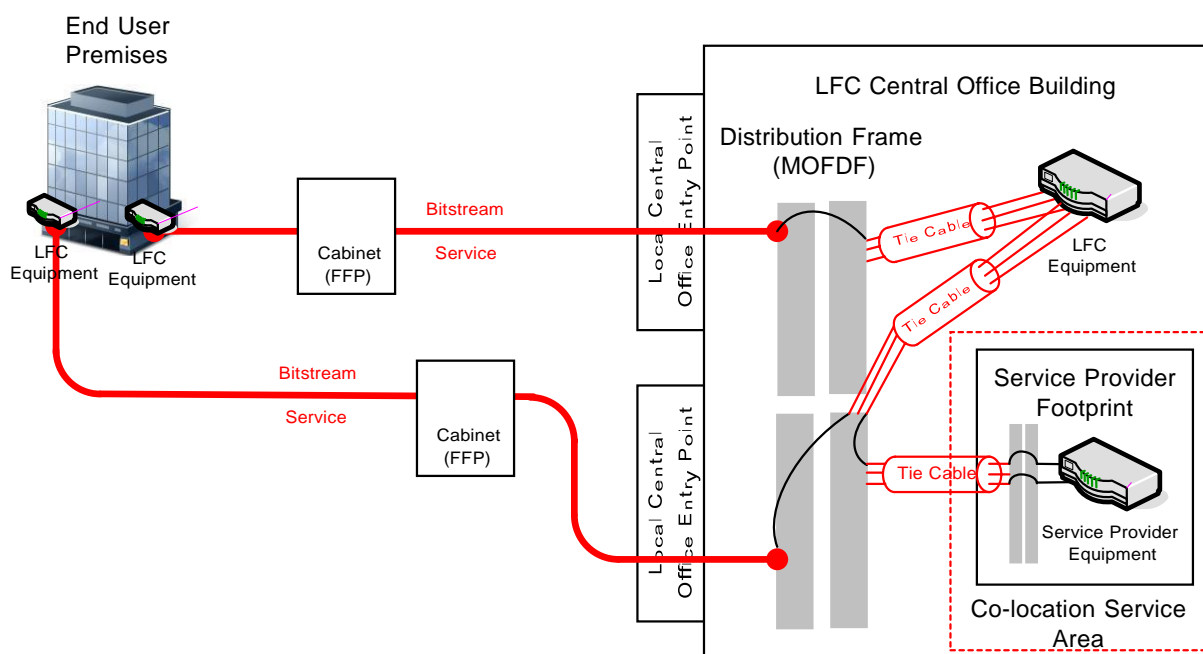 End User
Premises
LFC Central Office Building
Distribution Frame
(MOFDF)
Local Central
Office Entry Point
Bitstream
Service
Cabinet
(FFP)
LFC
Equipment
LFC
Equipment
Tie Cable
LFC
Equipment
Tie Cable
Bitstream
Service
Cabinet
(FFP)
Local Central
Office Entry Point
Service Provider
Footprint
Tie Cable
Service Provider
Equipment
Co-location Service
Area